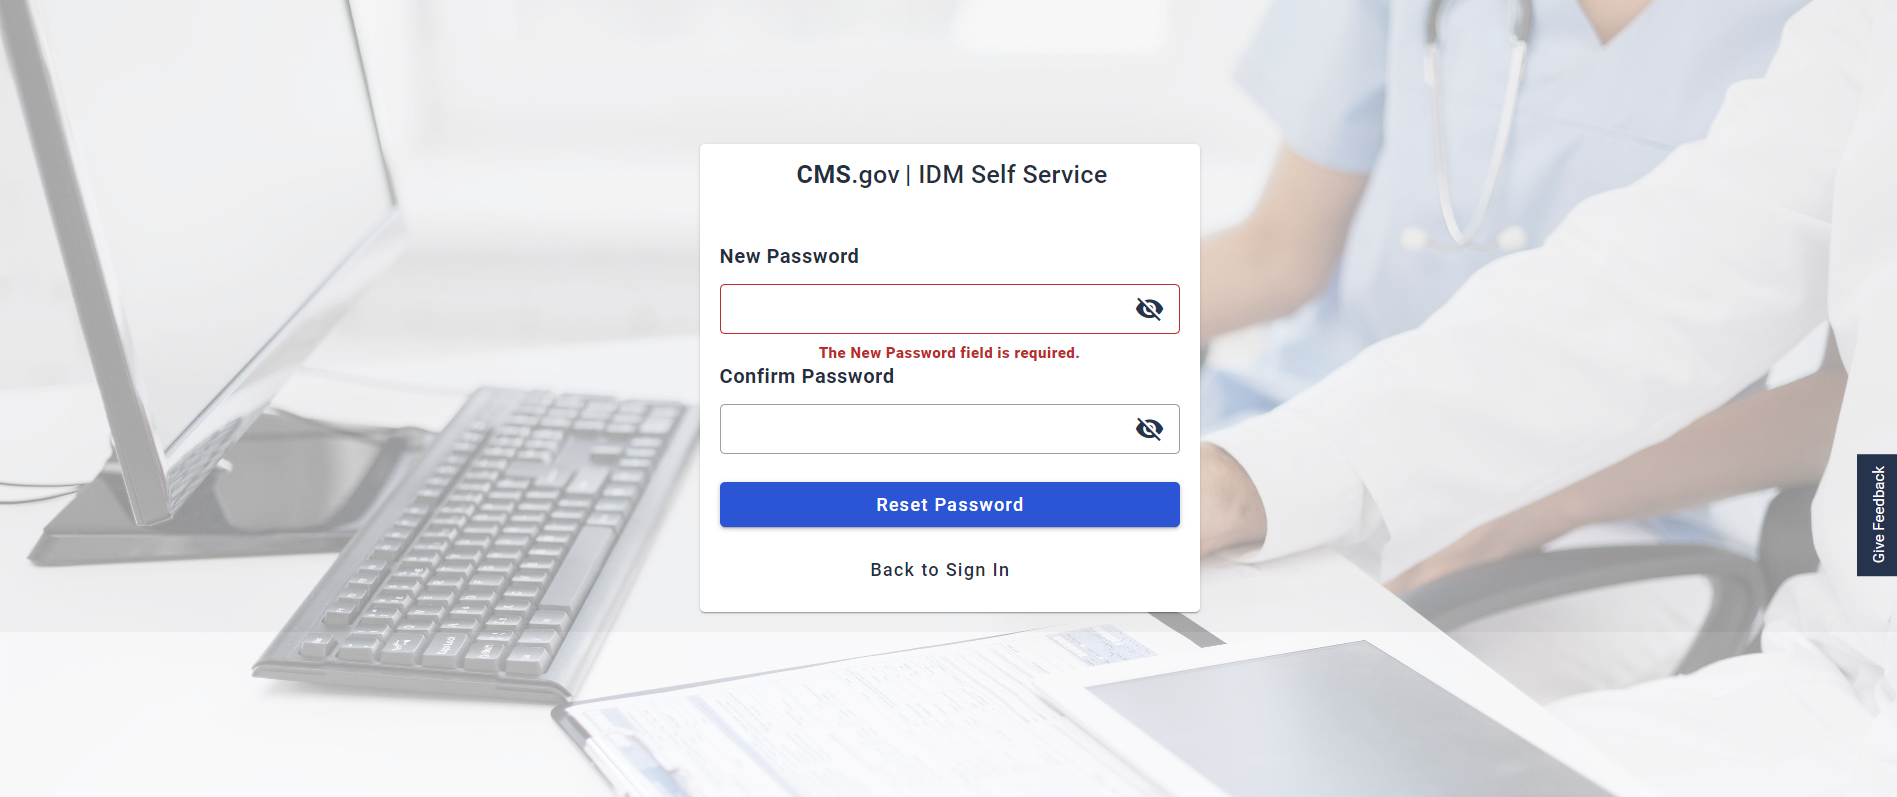 CMS.gov | IDM Self Service
New Password
The New Password field is required.
Confirm Password
Reset Password
Back to Sign In
Give Feedback